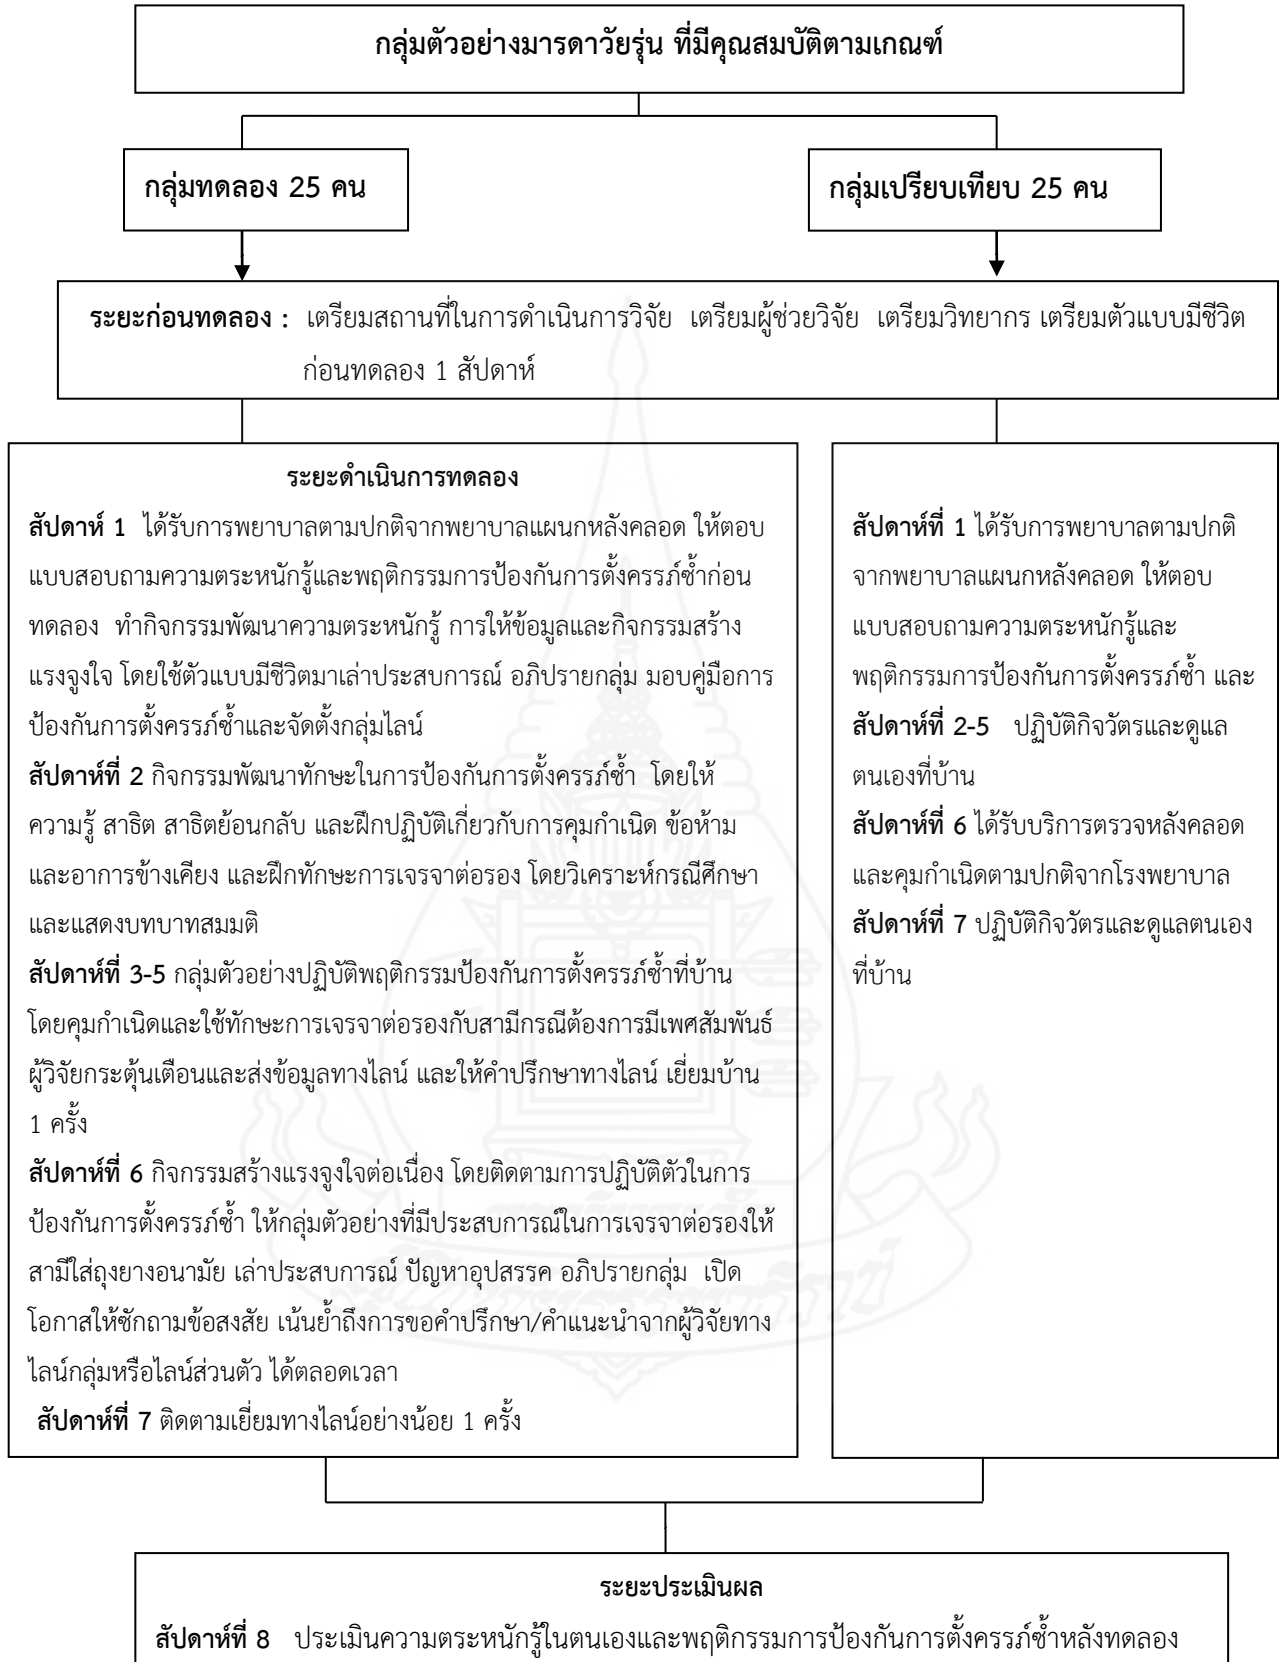 กลุ่มตัวอย่างมารดาวัยรุ่น ที่มีคุณสมบัติตามเกณฑ์
กลุ่มทดลอง 25 คน
กลุ่มเปรียบเทียบ 25 คน
ระยะก่อนทดลอง : เตรียมสถานที่ในการดำเนินการวิจัย เตรียมผู้ช่วยวิจัย เตรียมวิทยากร เตรียมตัวแบบมีชีวิต
ก่อนทดลอง 1 สัปดาห์
ระยะดำเนินการทดลอง
สัปดาห์ 1 ได้รับการพยาบาลตามปกติจากพยาบาลแผนกหลังคลอด ให้ตอบ
แบบสอบถามความตระหนักรู้และพฤติกรรมการป้องกันการตั้งครรภ์ซ้ำก่อน
ทดลอง ทำกิจกรรมพัฒนาความตระหนักรู้ การให้ข้อมูลและกิจกรรมสร้าง
แรงจูงใจ โดยใช้ตัวแบบมีชีวิตมาเล่าประสบการณ์ อภิปรายกลุ่ม มอบคู่มือการ
ป้องกันการตั้งครรภ์ซ้ำและจัดตั้งกลุ่มไลน์
สัปดาห์ที่ 2 กิจกรรมพัฒนาทักษะในการป้องกันการตั้งครรภ์ซ้ำ โดยให้
ความรู้ สาธิต สาธิตย้อนกลับ และฝึกปฏิบัติเกี่ยวกับการคุมกำเนิด ข้อห้าม
และอาการข้างเคียง และฝึกทักษะการเจรจาต่อรอง โดยวิเคราะห์กรณีศึกษา
และแสดงบทบาทสมมติ
สัปดาห์ที่ 3-5 กลุ่มตัวอย่างปฏิบัติพฤติกรรมป้องกันการตั้งครรภ์ซ้ำที่บ้าน
โดยคุมกำเนิดและใช้ทักษะการเจรจาต่อรองกับสามีกรณีต้องการมีเพศสัมพันธ์
ผู้วิจัยกระตุ้นเตือนและส่งข้อมูลทางไลน์ และให้คำปรึกษาทางไลน์ เยี่ยมบ้าน
1 ครั้ง
สัปดาห์ที่ 6 กิจกรรมสร้างแรงจูงใจต่อเนื่อง โดยติดตามการปฏิบัติตัวในการ
ป้องกันการตั้งครรภ์ซ้ำ ให้กลุ่มตัวอย่างที่มีประสบการณ์ในการเจรจาต่อรองให้
สามีใส่ถุงยางอนามัย เล่าประสบการณ์ ปัญหาอุปสรรค อภิปรายกลุ่ม เปิด
โอกาสให้ซักถามข้อสงสัย เน้นย้ำถึงการขอคำปรึกษา/คำแนะนำจากผู้วิจัยทาง
ไลน์กลุ่มหรือไลน์ส่วนตัว ได้ตลอดเวลา
สัปดาห์ที่ 7 ติดตามเยี่ยมทางไลน์อย่างน้อย 1 ครั้ง
สัปดาห์ที่ 1 ได้รับการพยาบาลตามปกติ
จากพยาบาลแผนกหลังคลอด ให้ตอบ
แบบสอบถามความตระหนักรู้และ
พฤติกรรมการป้องกันการตั้งครรภ์ซ้ำ และ
สัปดาห์ที่ 2-5 ปฏิบัติกิจวัตรและดูแล
ตนเองที่บ้าน
สัปดาห์ที่ 6 ได้รับบริการตรวจหลังคลอด
และคุมกำเนิดตามปกติจากโรงพยาบาล
สัปดาห์ที่ 7 ปฏิบัติกิจวัตรและดูแลตนเอง
ที่บ้าน
ระยะประเมินผล
สัปดาห์ที่ 8 ประเมินความตระหนักรู้ในตนเองและพฤติกรรมการป้องกันการตั้งครรภ์ซ้ำหลังทดลอง